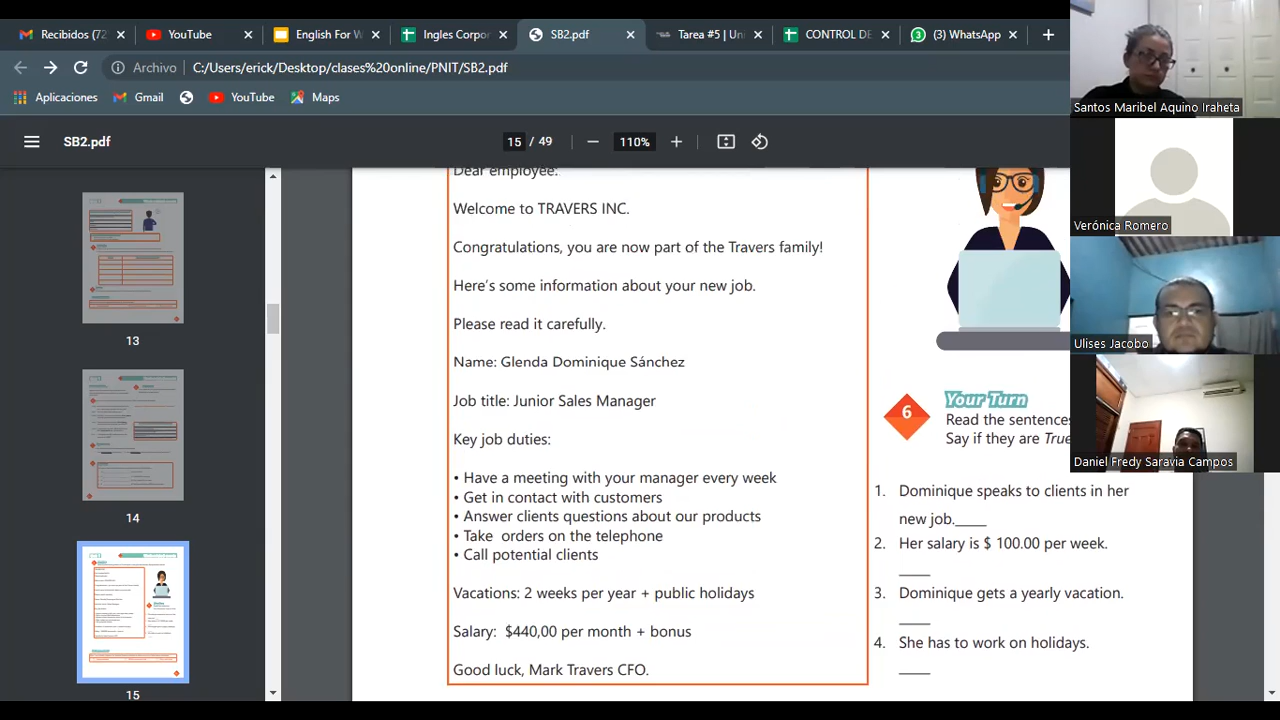 Recibidos (72
YouTube
English For W
Ingles Corpor
SB2.pdf
Tarea #5 | Un
CONTROL DE
(3) WhatsApp
Archivo
C:/Users/erick/Desktop/clases%20online/PNIT/SB2.pdf
Aplicaciones
Gmail
YouTube
Maps
SB2.pdf
15 / 49
110%
13
14
15
Dear employee:
Welcome to TRAVERS INC.
Congratulations, you are now part of the Travers family!
Here's some information about your new job.
Please read it carefully.
Name: Glenda Dominique Sánchez
Job title: Junior Sales Manager
Key job duties:
• Have a meeting with your manager every week
• Get in contact with customers
• Answer clients questions about our products
• Take orders on the telephone
• Call potential clients
Vacations: 2 weeks per year + public holidays
Salary: $440,00 per month + bonus
Good luck, Mark Travers CFO.
6
Your Turn
Read the sentences
Say if they are True
1. Dominique speaks to clients in her
new job.____
2. Her salary is $ 100.00 per week.
____
3. Dominique gets a yearly vacation.
____
4. She has to work on holidays.
____
Santos Maribel Aquino Iraheta
Verónica Romero
Ulises Jacobo
Daniel Fredy Saravia Campos